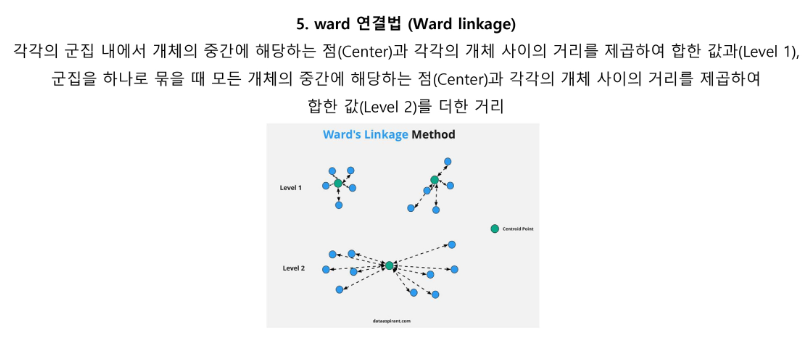 5. ward 연결법 (Ward linkage)
각각의 군집 내에서 개체의 중간에 해당하는 점(Center)과 각각의 개체 사이의 거리를 제곱하여 합한 값과(Level 1),
군집을 하나로 묶을 때 모든 개체의 중간에 해당하는 점(Center)과 각각의 개체 사이의 거리를 제곱하여
합한 값(Level 2)를 더한 거리
Ward's Linkage Method
Level 1
Centroid Point
Level 2
dataaspirant.com